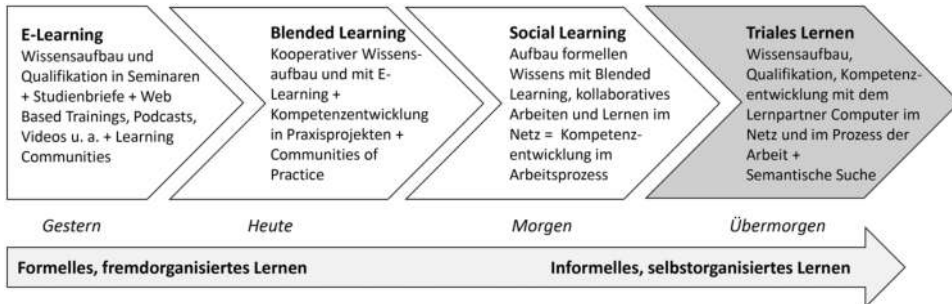 E-Learning
Wissensaufbau und
Qualifikation in Seminaren
+ Studienbriefe + Web
Based Trainings, Podcasts,
Videos u. a. + Learning
Communities
Blended Learning
Kooperativer Wissens-
aufbau und mit E-
Learning +
Kompetenzentwicklung
in Praxisprojekten +
Communities of
Practice
Social Learning
Aufbau formellen
Wissens mit Blended
Learning, kollaboratives
Arbeiten und Lernen im
Netz = Kompetenz-
entwicklung im
Arbeitsprozess
Triales Lernen
Wissensaufbau,
Qualifikation, Kompetenz-
entwicklung mit dem
Lernpartner Computer im
Netz und im Prozess der
Arbeit +
Semantische Suche
Gestern
Heute
Morgen
Übermorgen
Formelles, fremdorganisiertes Lernen
Informelles, selbstorganisiertes Lernen